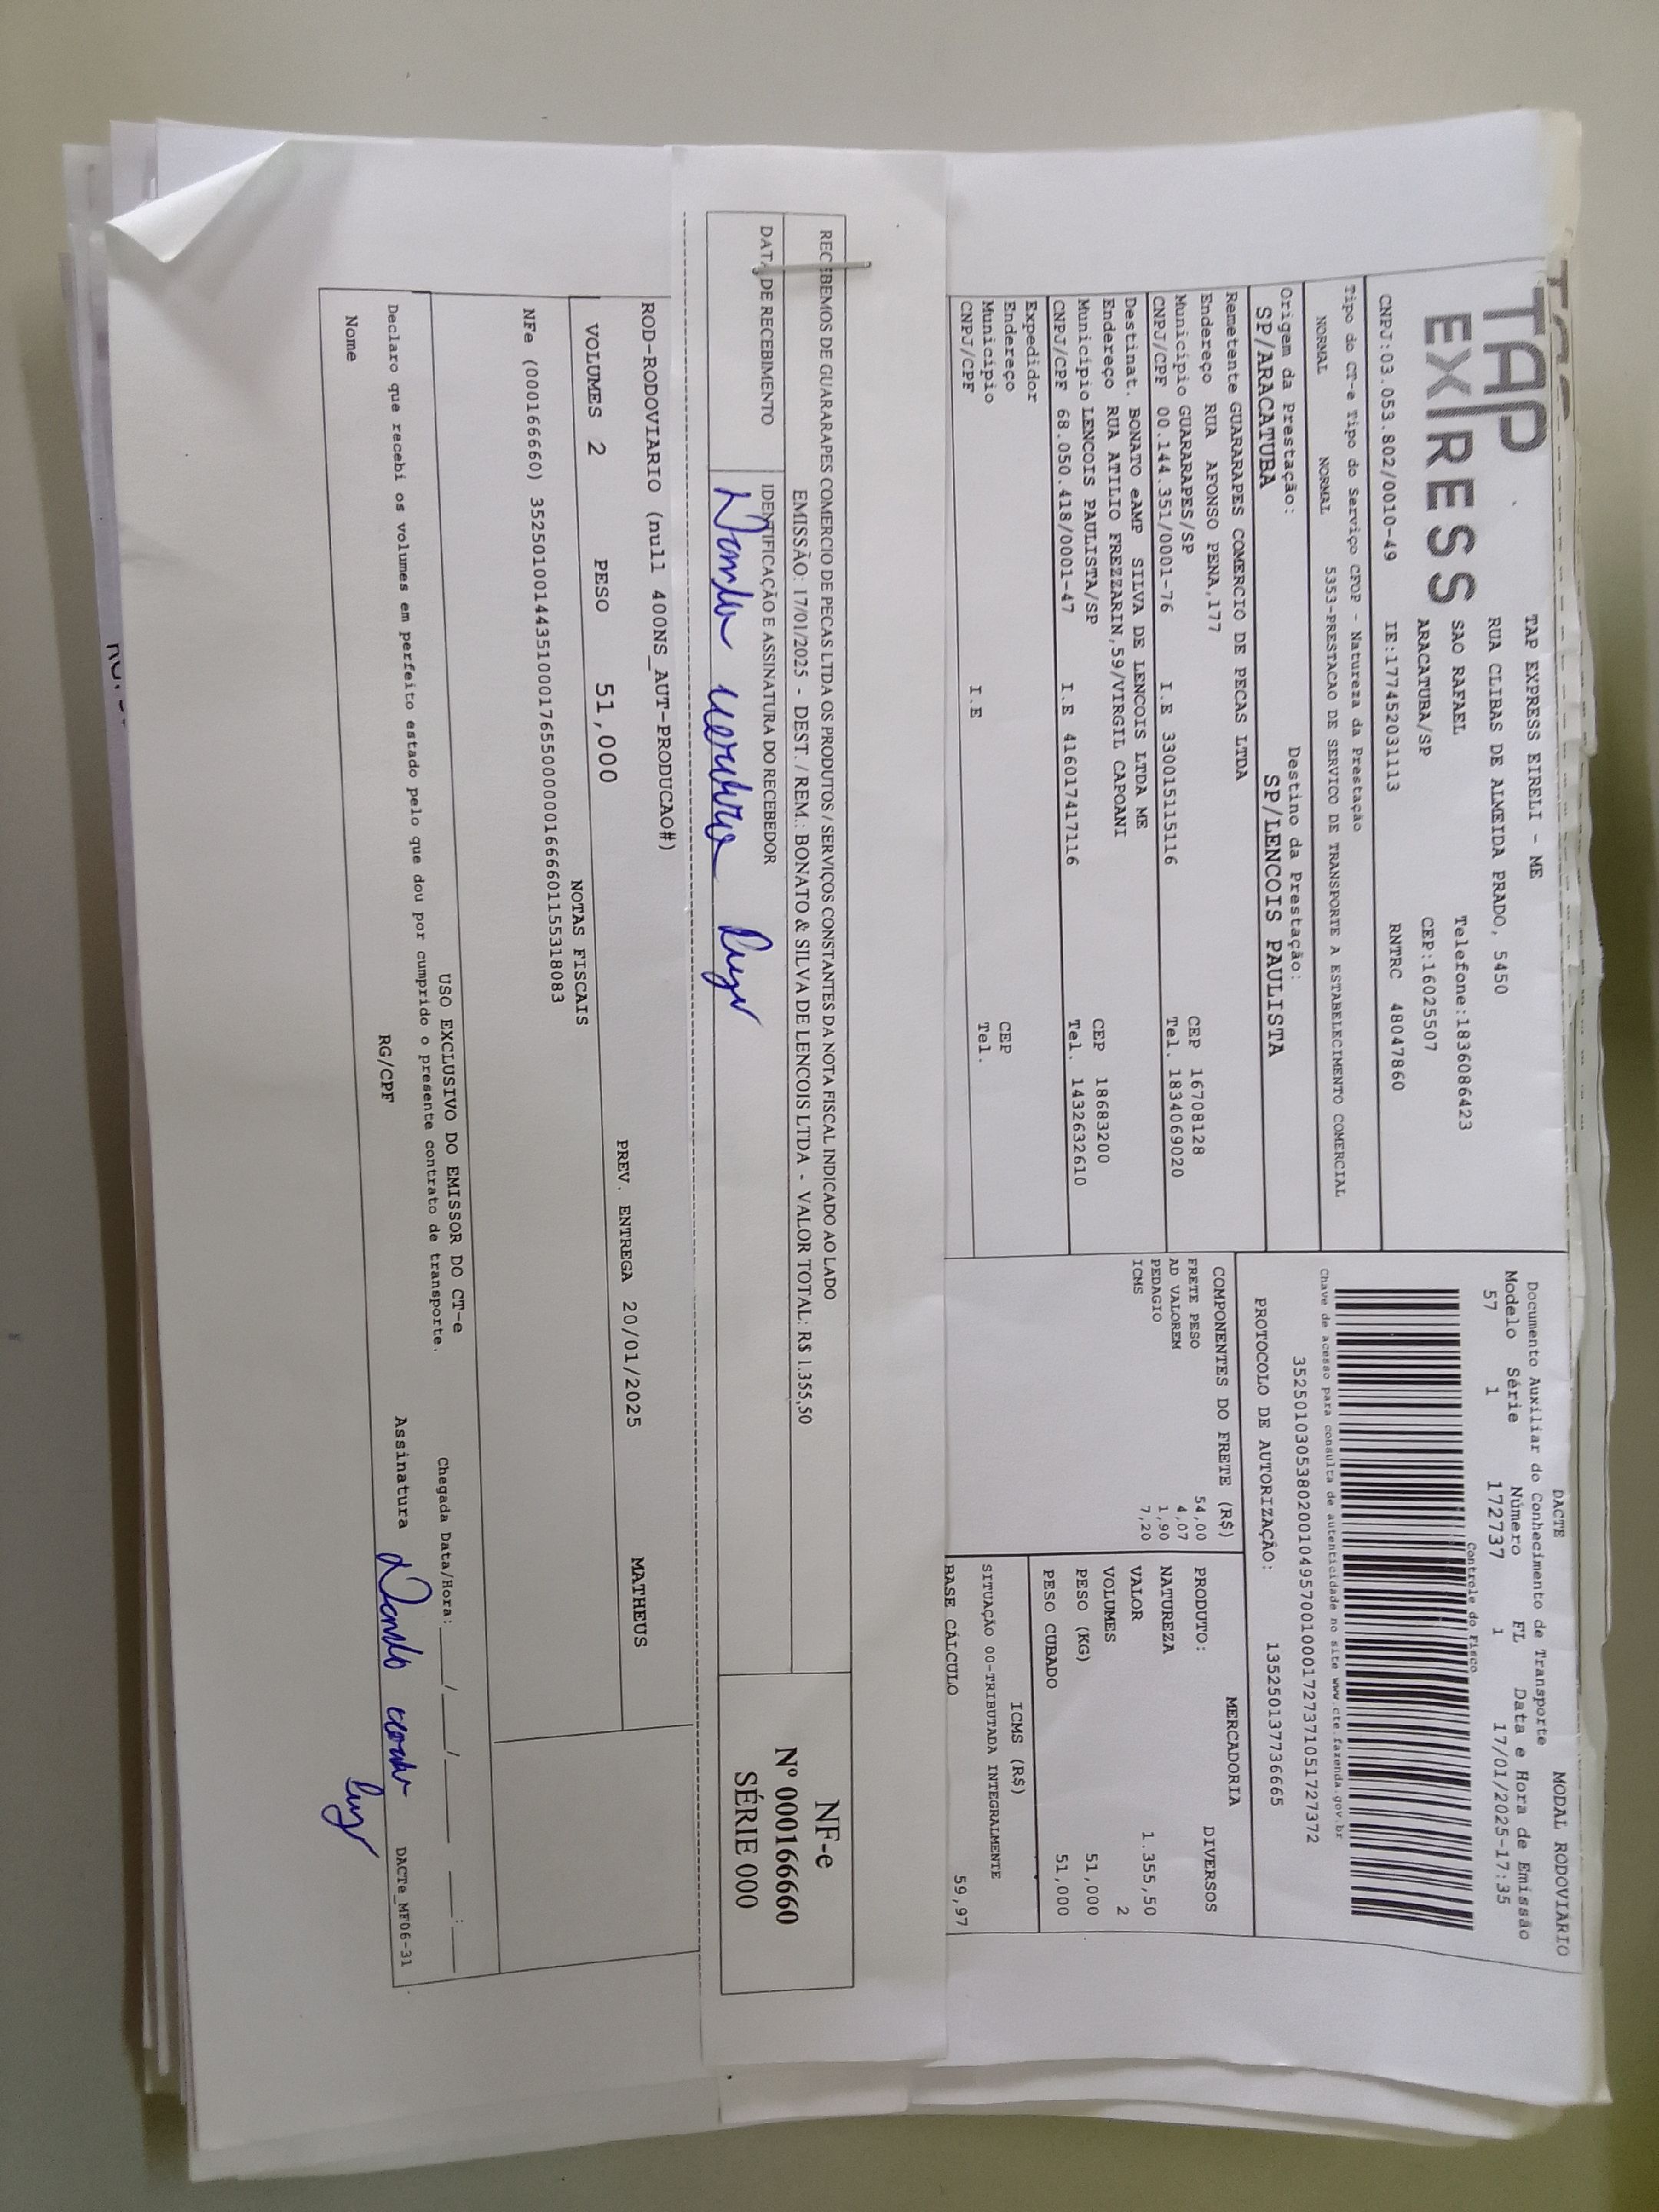 TAP
EXPRESS
TAP EXPRESS EIRELI - ME
RUA CLIBAS DE ALMEIDA PRADO, 5450
SAO RAFAEL Telefone:1836086423
ARACATUBA/SP CEP:16025507
CNPJ:03.053.802/0010-49 IE:177452031113 RNTRC 48047860
DACTE MODAL RODOVIÁRIO
Documento Auxiliar do Conhecimento de Transporte
Modelo Série Número FL Data e Hora de Emissão
57 1 172737 1 17/01/2025-17:35
Controle do Fisco
Chave de acesso para consulta de autenticidade no site www.cte.fazenda.gov.br
35250103053802001049570010001727371051727372
PROTOCOLO DE AUTORIZAÇÃO: 135250137736665
Tipo do CT-e Tipo do Serviço CFOP - Natureza da Prestação
NORMAL NORMAL 5353-PRESTACAO DE SERVICO DE TRANSPORTE A ESTABELECIMENTO COMERCIAL
Origem da Prestação: Destino da Prestação:
SP/ARACATUBA SP/LENCOIS PAULISTA
Remetente GUARARAPES COMERCIO DE PECAS LTDA
Endereço RUA AFONSO PENA,177 CEP 16708128
Município GUARARAPES/SP Tel. 1834069020
CNPJ/CPF 00.144.351/0001-76 I.E 330015115116
Destinat. BONATO eAMP SILVA DE LENCOIS LTDA ME
Endereço RUA ATILIO FREZZARIN,59/VIRGIL CAPOANI CEP 18683200
Município LENCOIS PAULISTA/SP Tel. 1432632610
CNPJ/CPF 68.050.418/0001-47 I.E 416017417116
Expedidor
Endereço CEP
Município Tel.
CNPJ/CPF I.E
COMPONENTES DO FRETE (R$)
FRETE PESO 54,00
AD VALOREM 4,07
PEDAGIO 1,90
ICMS 7,20
MERCADORIA
PRODUTO: DIVERSOS
NATUREZA
VALOR 1.355,50
VOLUMES 2
PESO (KG) 51,000
PESO CUBADO 51,000
ICMS (R$)
SITUAÇÃO 00-TRIBUTADA INTEGRALMENTE
BASE CÁLCULO 59,97
RECEBEMOS DE GUARARAPES COMERCIO DE PECAS LTDA OS PRODUTOS / SERVIÇOS CONSTANTES DA NOTA FISCAL INDICADO AO LADO
EMISSÃO: 17/01/2025 - DEST. / REM.: BONATO & SILVA DE LENCOIS LTDA - VALOR TOTAL: R$ 1.355,50
DATA DE RECEBIMENTO IDENTIFICAÇÃO E ASSINATURA DO RECEBEDOR
NF-e
Nº 000166660
SÉRIE 000
ROD-RODOVIARIO (null 400NS_AUT-PRODUCAO#)
VOLUMES 2 PESO 51,000 PREV. ENTREGA 20/01/2025 MATHEUS
NOTAS FISCAIS
NFe (000166660) 35250100144351000176550000001666601155318083
USO EXCLUSIVO DO EMISSOR DO CT-e
Chegada Data/Hora: ___/___/_____ __:__
Declaro que recebi os volumes em perfeito estado pelo que dou por cumprido o presente contrato de transporte.
Nome RG/CPF Assinatura
DACTe_MF06-31